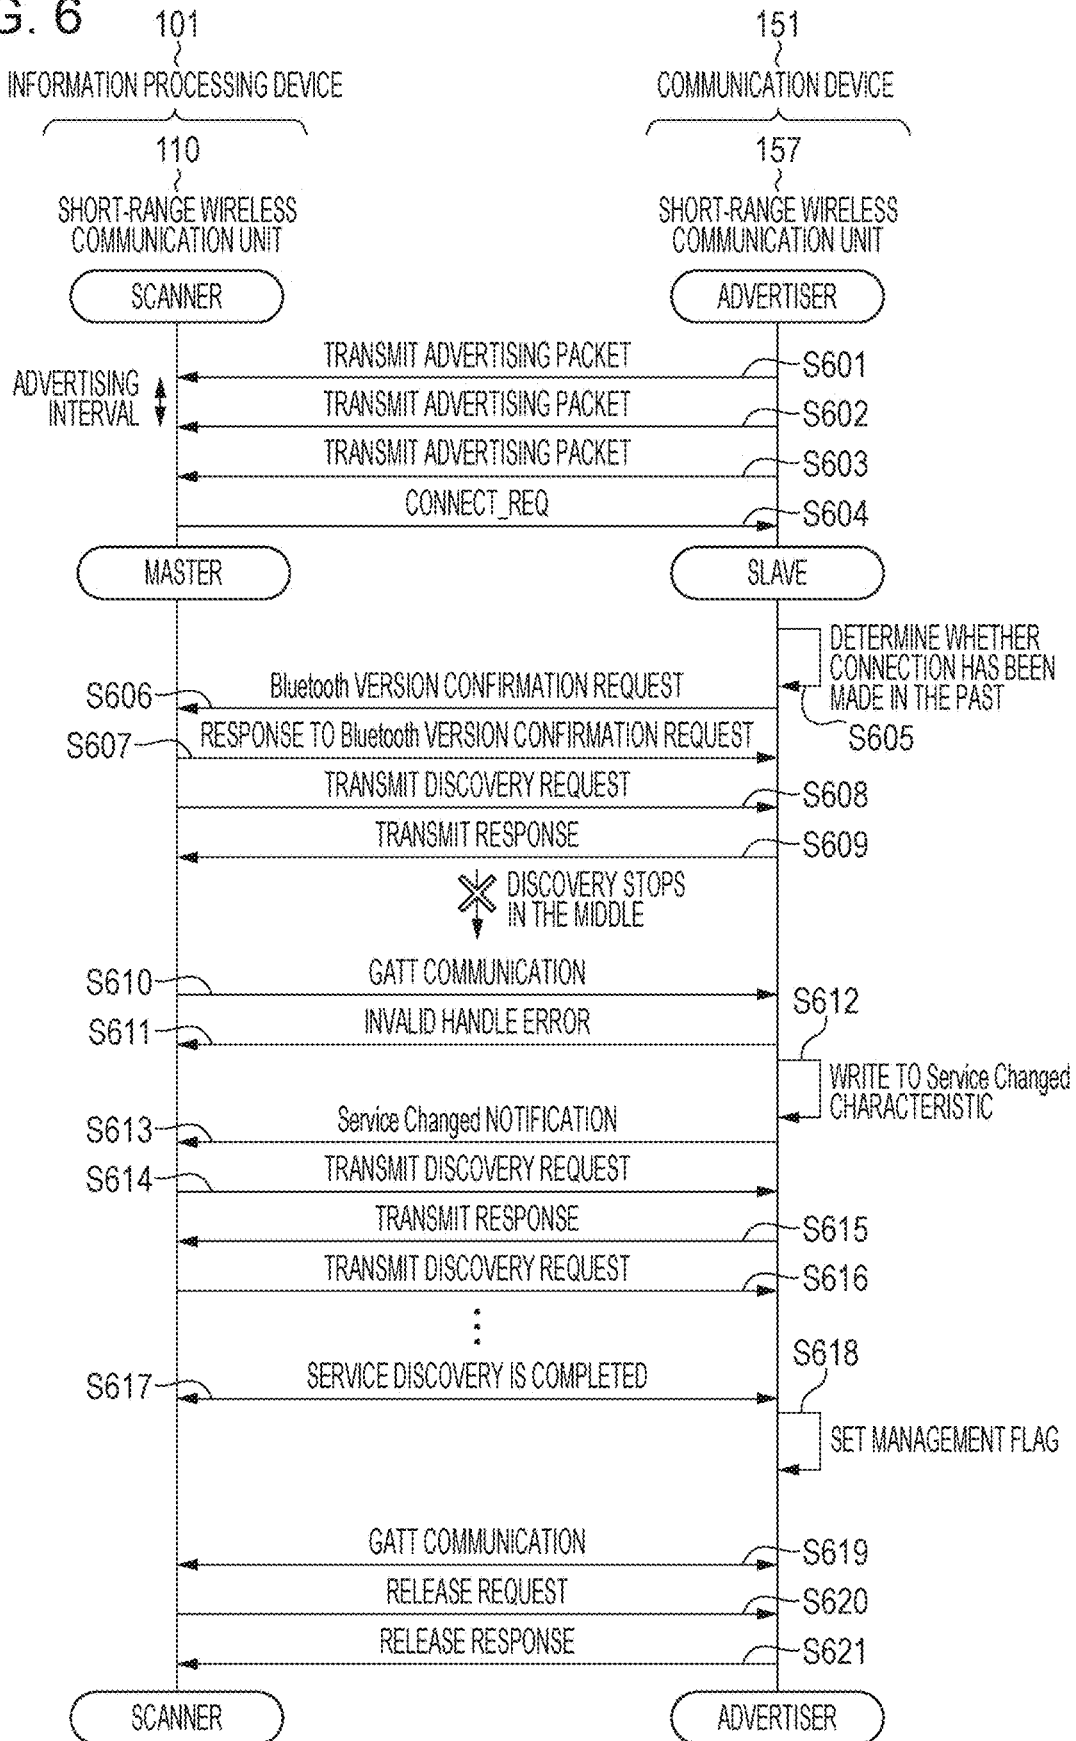 G. 6
101
151
INFORMATION PROCESSING DEVICE
COMMUNICATION DEVICE
110
157
SHORT-RANGE WIRELESS
COMMUNICATION UNIT
SHORT-RANGE WIRELESS
COMMUNICATION UNIT
SCANNER
ADVERTISER
TRANSMIT ADVERTISING PACKET
S601
ADVERTISING
INTERVAL
TRANSMIT ADVERTISING PACKET
S602
TRANSMIT ADVERTISING PACKET
S603
CONNECT_REQ
S604
MASTER
SLAVE
DETERMINE WHETHER
CONNECTION HAS BEEN
MADE IN THE PAST
S605
S606
Bluetooth VERSION CONFIRMATION REQUEST
S607
RESPONSE TO Bluetooth VERSION CONFIRMATION REQUEST
TRANSMIT DISCOVERY REQUEST
S608
TRANSMIT RESPONSE
S609
DISCOVERY STOPS
IN THE MIDDLE
S610
GATT COMMUNICATION
S611
INVALID HANDLE ERROR
S612
WRITE TO Service Changed
CHARACTERISTIC
S613
Service Changed NOTIFICATION
S614
TRANSMIT DISCOVERY REQUEST
TRANSMIT RESPONSE
S615
TRANSMIT DISCOVERY REQUEST
S616
S617
SERVICE DISCOVERY IS COMPLETED
S618
SET MANAGEMENT FLAG
GATT COMMUNICATION
S619
RELEASE REQUEST
S620
RELEASE RESPONSE
S621
SCANNER
ADVERTISER